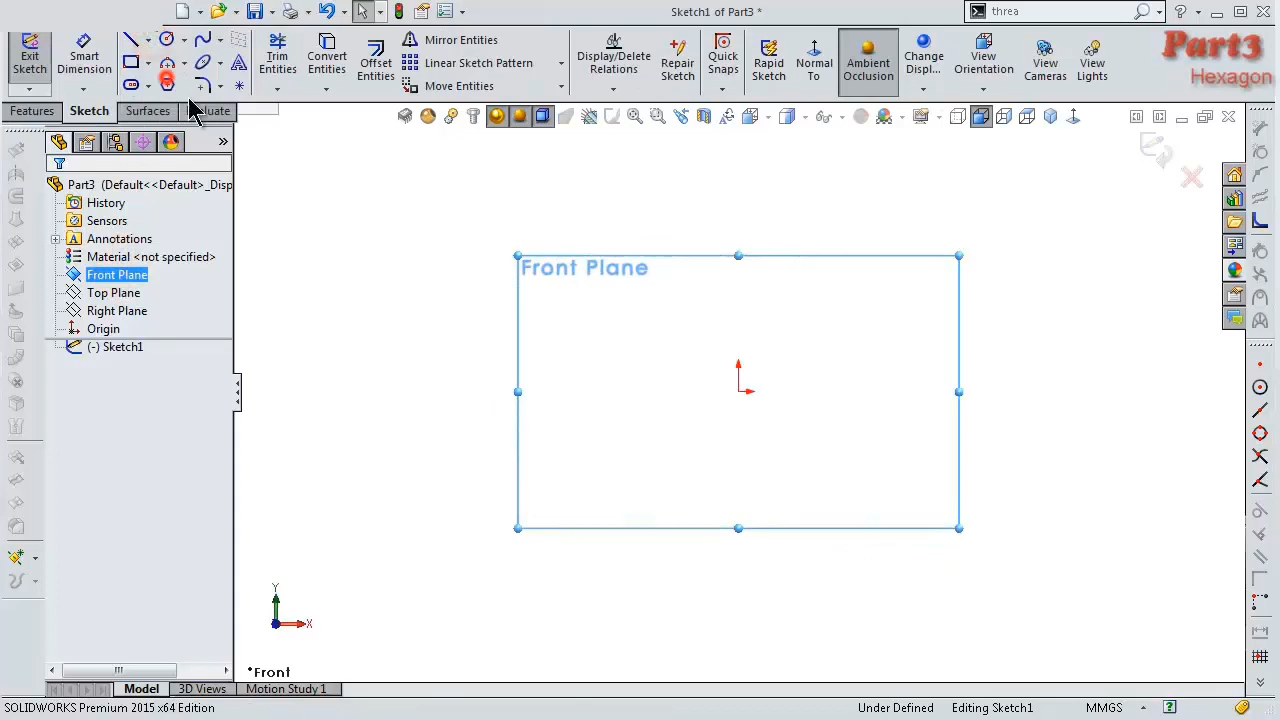 Sketch1 of Part3 *
threa
Exit Sketch
Smart Dimension
Trim Entities
Convert Entities
Offset Entities
Mirror Entities
Linear Sketch Pattern
Move Entities
Display/Delete Relations
Repair Sketch
Quick Snaps
Rapid Sketch
Normal To
Ambient Occlusion
Change Displ...
View Orientation
View Cameras
View Lights
Part3
Hexagon
Features
Sketch
Surfaces
uate
Part3 (Default<<Default>_Disp
History
Sensors
Annotations
Material <not specified>
Front Plane
Top Plane
Right Plane
Origin
(-) Sketch1
Front Plane
Y
X
*Front
Model
3D Views
Motion Study 1
SOLIDWORKS Premium 2015 x64 Edition
Under Defined
Editing Sketch1
MMGS